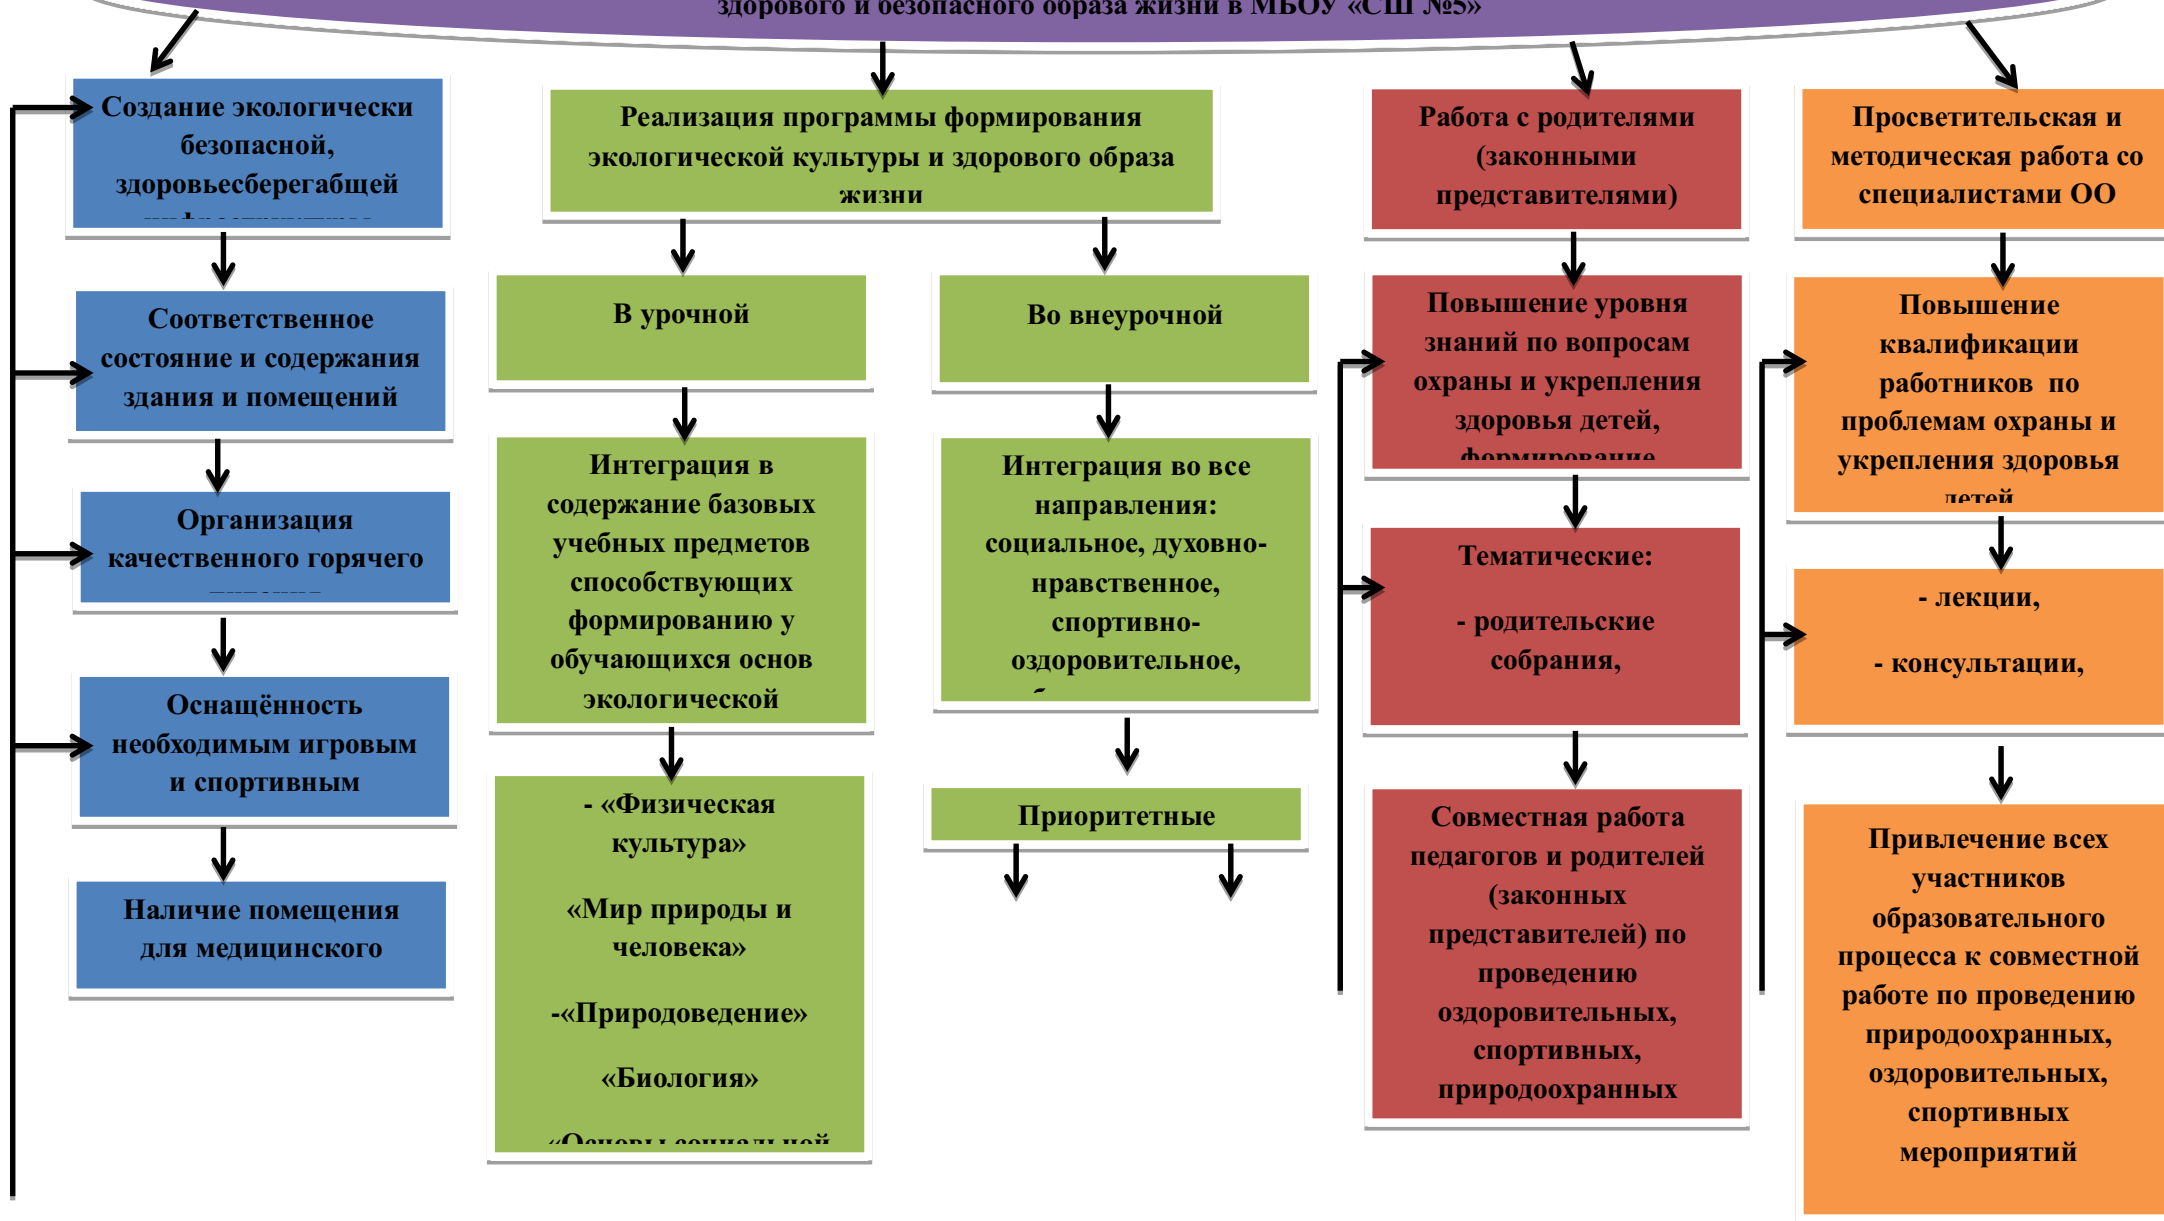 здорового и безопасного образа жизни в МБОУ «СШ №5»
Создание экологически
безопасной,
здоровьесберегабщей
инфраструктуры
Соответственное
состояние и содержания
здания и помещений
Организация
качественного горячего
питания
Оснащённость
необходимым игровым
и спортивным
Наличие помещения
для медицинского
Реализация программы формирования
экологической культуры и здорового образа
жизни
В урочной
Интеграция в
содержание базовых
учебных предметов
способствующих
формированию у
обучающихся основ
экологической
- «Физическая
культура»
«Мир природы и
человека»
-«Природоведение»
«Биология»
«Основы социальной
Во внеурочной
Интеграция во все
направления:
социальное, духовно-
нравственное,
спортивно-
оздоровительное,
Приоритетные
Работа с родителями
(законными
представителями)
Повышение уровня
знаний по вопросам
охраны и укрепления
здоровья детей,
формирование
Тематические:
- родительские
собрания,
Совместная работа
педагогов и родителей
(законных
представителей) по
проведению
оздоровительных,
спортивных,
природоохранных
Просветительская и
методическая работа со
специалистами ОО
Повышение
квалификации
работников по
проблемам охраны и
укрепления здоровья
детей
- лекции,
- консультации,
Привлечение всех
участников
образовательного
процесса к совместной
работе по проведению
природоохранных,
оздоровительных,
спортивных
мероприятий